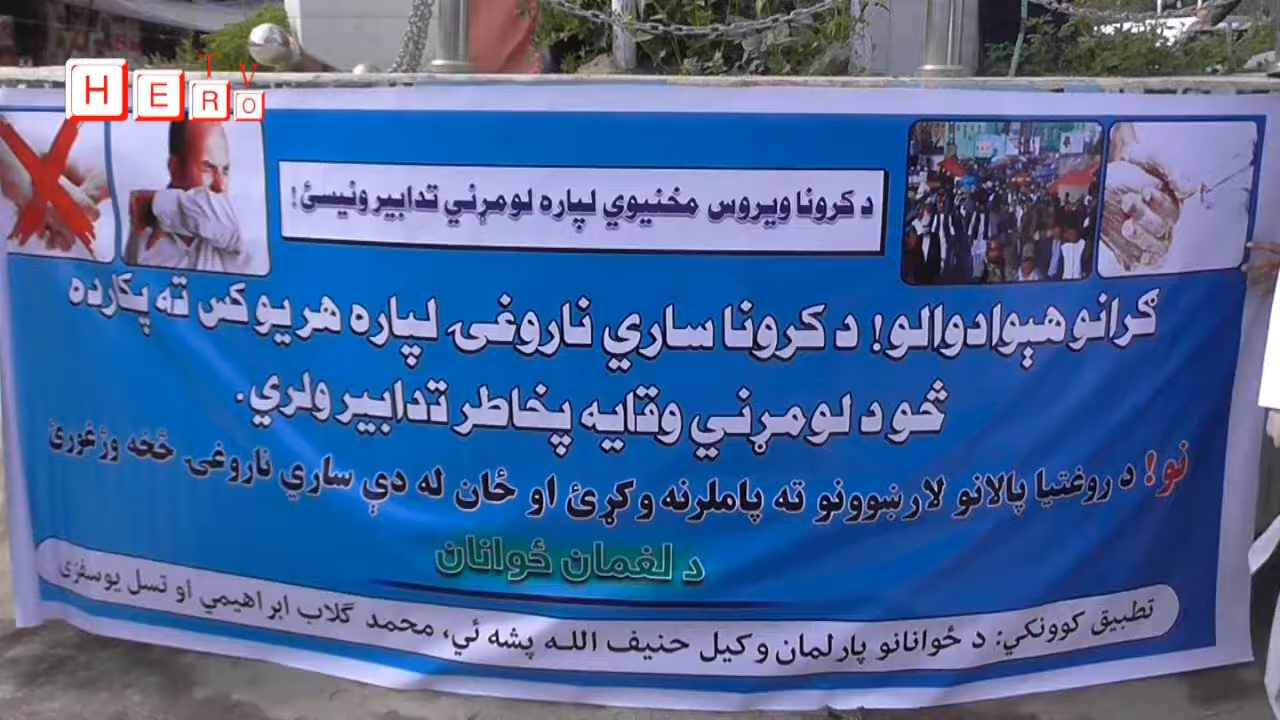 HERO TV
د کرونا ویروس مخنیوي لپاره لومړني تدابیر ونیسئ!
ګرانو هېوادوالو! د کرونا ساري ناروغۍ لپاره هر یو کس ته پکار ده
څو د لومړني وقایه پخاطر تدابیر ولري.
نو! د روغتیا پالانو لارښوونو ته پاملرنه وکړئ او ځان له دې ساري ناروغۍ څخه وژغورئ
د لغمان ځوانان
تطبیق کوونکي: د ځوانانو پارلمان وکیل حنیف الله پشه ئي، محمد گلاب ابراهیمي او تسل یوسفزی